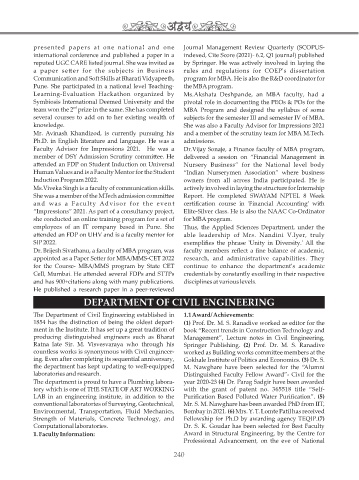 अद्वय
presented papers at one national and one
international conference and published a paper in a
reputed UGC CARE listed journal. She was invited as
a paper setter for the subjects in Business
Communication and Soft Skills at Bharati Vidyapeeth,
Pune. She participated in a national level Teaching-
Learning-Evaluation Hackathon organized by
Symbiosis International Deemed University and the
team won the 2nd prize in the same. She has completed
several courses to add on to her existing wealth of
knowledge.
Mr. Avinash Khandizod, is currently pursuing his
Ph.D. in English literature and language. He was a
Faculty Advisor for Impressions 2021. He was a
member of DSY Admission Scrutiny committee. He
attended an FDP on Student Induction on Universal
Human Values and is a Faculty Mentor for the Student
Induction Program 2022.
Ms.Viveka Singh is a faculty of communication skills.
She was a member of the MTech admission committee
and was a Faculty Advisor for the event
"Impressions" 2021. As part of a consultancy project,
she conducted an online training program for a set of
employees of an IT company based in Pune. She
attended an FDP on UHV and is a faculty mentor for
SIP 2022.
Dr. Brijesh Sivathanu, a faculty of MBA program, was
appointed as a Paper Setter for MBA/MMS-CET 2022
for the Course- MBA/MMS program by State CET
Cell, Mumbai. He attended several FDPs and STTPs
and has 900+citations along with many publications.
He published a research paper in a peer-reviewed
Journal Management Review Quarterly (SCOPUS-
indexed, Cite Score (2021)- 6.2, Q1 journal) published
by Springer. He was actively involved in laying the
rules and regulations for COEP's dissertation
program for MBA. He is also the R&D coordinator for
the MBA program.
Ms.Akshata Deshpande, an MBA faculty, had a
pivotal role in documenting the PEOs & POs for the
MBA Program and designed the syllabus of some
subjects for the semester III and semester IV of MBA.
She was also a Faculty Advisor for Impression 2021
and a member of the scrutiny team for MBA M.Tech
admissions.
Dr.Vijay Soraje, a Finance faculty of MBA program,
delivered a session on "Financial Management in
Nursery Business" for the National level body
"Indian Nurserymen Association" where business
owners from all across India participated. He is
actively involved in laying the structure for Internship
Report. He completed SWAYAM NPTEL 8 Week
certification course in 'Financial Accounting' with
Elite-Silver class. He is also the NAAC Co-Ordinator
for MBA program.
Thus, the Applied Sciences Department, under the
able leadership of Mrs. Nandini V.Iyer, truly
exemplifies the phrase 'Unity in Diversity.' All the
faculty members reflect a fine balance of academic,
research, and administrative capabilities. They
continue to enhance the department's academic
credentials by constantly excelling in their respective
disciplines at various levels.
DEPARTMENT OF CIVIL ENGINEERING
The Department of Civil Engineering established in
1854 has the distinction of being the oldest depart-
ment in the Institute. It has set up a great tradition of
producing distinguished engineers such as Bharat
Ratna late Sir. M. Visvesvaraya who through his
countless works is synonymous with Civil engineer-
ing. Even after completing its sequential anniversary,
the department has kept updating to well-equipped
laboratories and research.
The department is proud to have a Plumbing labora-
tory which is one of THE STATE OF ART WORKING
LAB in an engineering institute, in addition to the
conventional laboratories of Surveying, Geotechnical,
Environmental, Transportation, Fluid Mechanics,
Strength of Materials, Concrete Technology, and
Computational laboratories.
1. Faculty Information:
1.1 Award/Achievements:
(1) Prof. Dr. M. S. Ranadive worked as editor for the
book "Recent trends in Construction Technology and
Management", Lecture notes in Civil Engineering,
Springer Publishing. (2) Prof. Dr. M. S. Ranadive
worked as Building works committee members at the
Gokhale Institute of Politics and Economics. (3) Dr. S.
M. Nawghare have been selected for the "Alumni
Distinguished Faculty Fellow Award"- Civil for the
year 2020-23 (4) Dr. Parag Sadgir have been awarded
with the grant of patent no. 365518 title "Self-
Purification Based Polluted Water Purification". (5)
Mr. S. M. Nawghare has been awarded PhD from IIT,
Bombay in 2021. (6) Mrs. Y. T. Lomte Patil has received
Fellowship for Ph.D by awarding agency TEQIP.(7)
Dr. S. K. Goudar has been selected for Best Faculty
Award in Structural Engineering, by the Centre for
Professional Advancement, on the eve of National
240